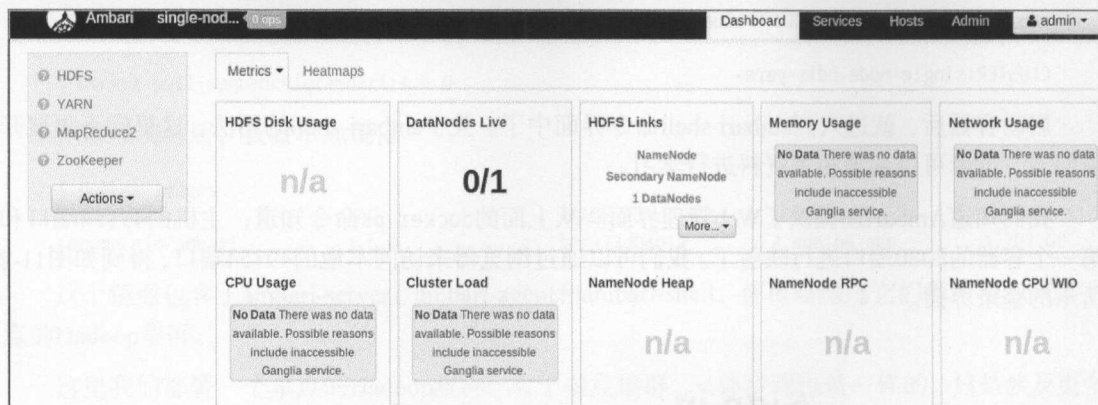 Ambari single-nod... 0 ops Dashboard Services Hosts Admin admin
HDFS
YARN
MapReduce2
ZooKeeper
Actions
Metrics Heatmaps
HDFS Disk Usage
n/a
DataNodes Live
0/1
HDFS Links
NameNode
Secondary NameNode
1 DataNodes
More...
Memory Usage
No Data There was no data
available. Possible reasons
include inaccessible
Ganglia service.
Network Usage
No Data There was no data
available. Possible reasons
include inaccessible
Ganglia service.
CPU Usage
No Data There was no data
available. Possible reasons
include inaccessible
Ganglia service.
Cluster Load
No Data There was no data
available. Possible reasons
include inaccessible
Ganglia service.
NameNode Heap
n/a
NameNode RPC
n/a
NameNode CPU WIO
n/a